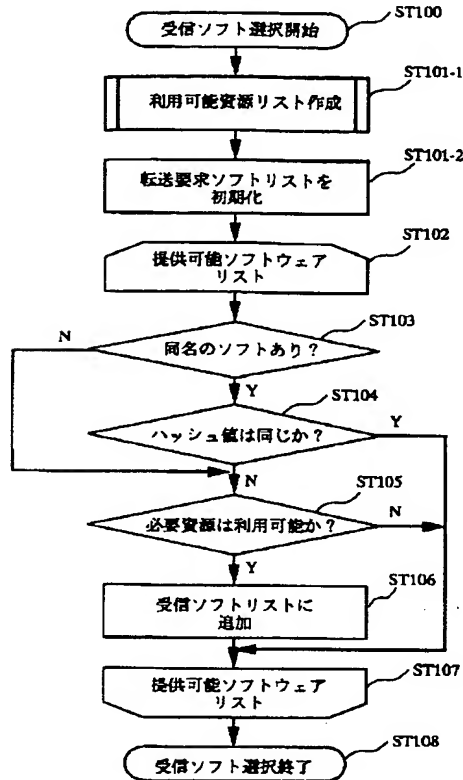 受信ソフト選択開始
ST100
利用可能資源リスト作成
ST101-1
転送要求ソフトリストを
初期化
ST101-2
提供可能ソフトウェア
リスト
ST102
同名のソフトあり？
ST103
N
Y
ハッシュ値は同じか？
ST104
Y
N
必要資源は利用可能か？
ST105
N
Y
受信ソフトリストに
追加
ST106
提供可能ソフトウェア
リスト
ST107
受信ソフト選択終了
ST108